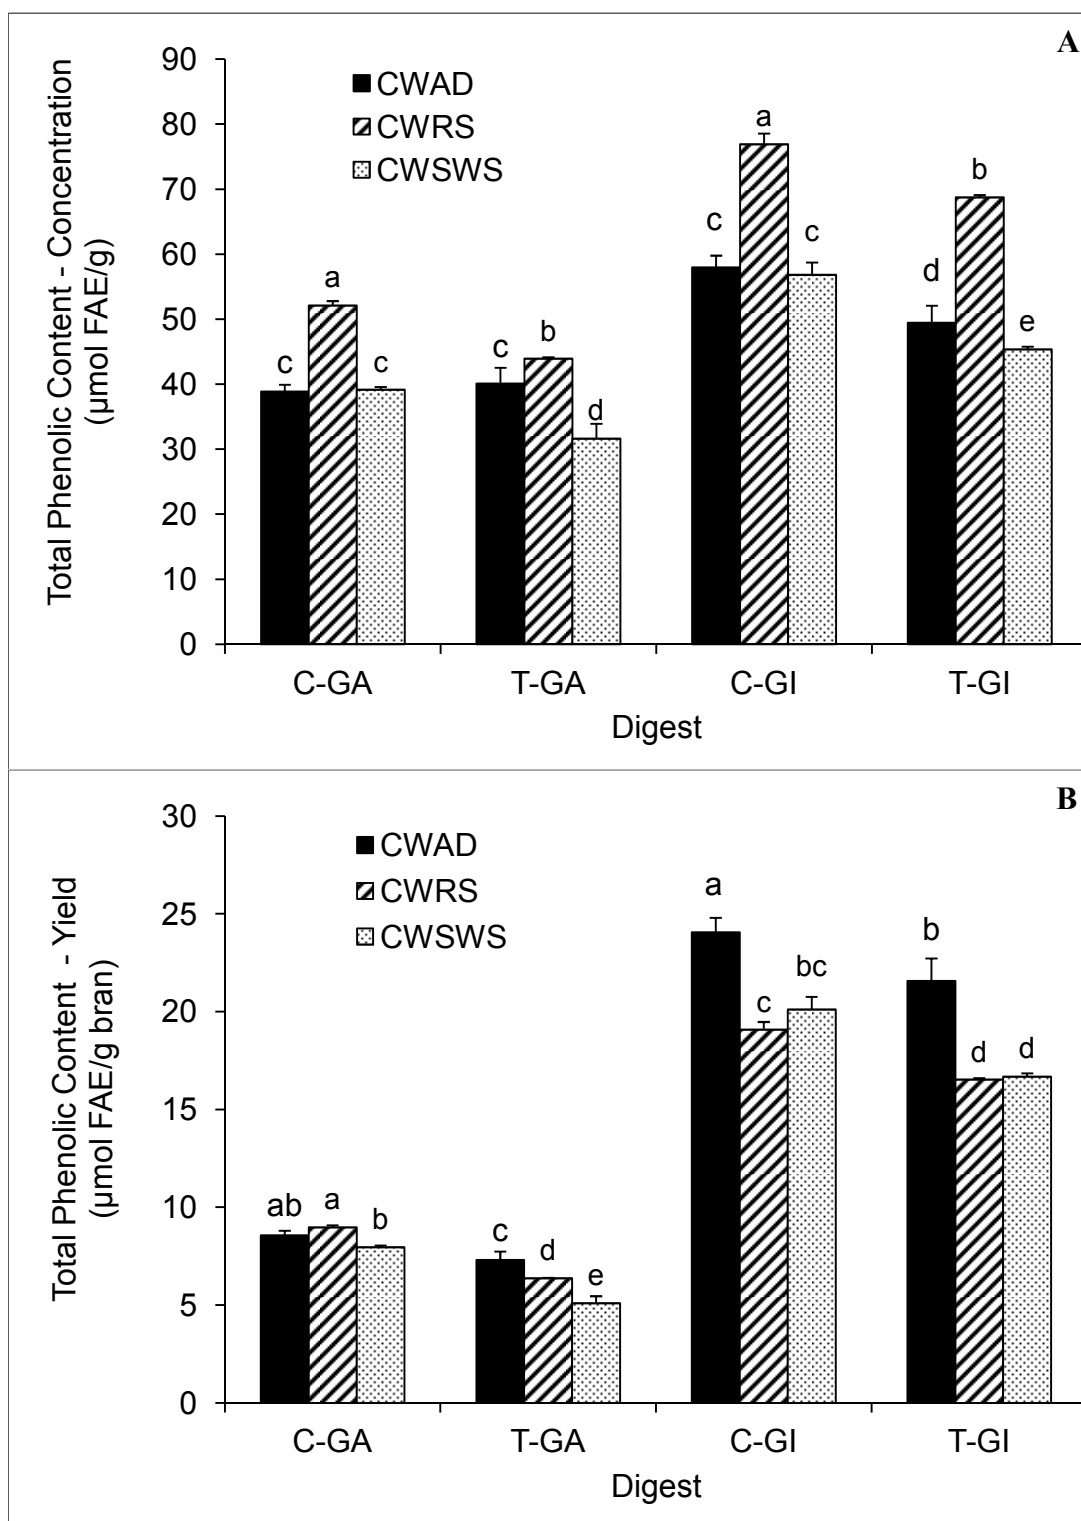 A
Total Phenolic Content - Concentration
(µmol FAE/g)
90
80
70
60
50
40
30
20
10
0
CWAD
CWRS
CWSWS
c
a
c
c
b
d
c
a
c
d
b
e
C-GA
T-GA
C-GI
T-GI
Digest
B
Total Phenolic Content - Yield
(µmol FAE/g bran)
30
25
20
15
10
5
0
CWAD
CWRS
CWSWS
ab
a
b
c
d
e
a
c
bc
b
d
d
C-GA
T-GA
C-GI
T-GI
Digest